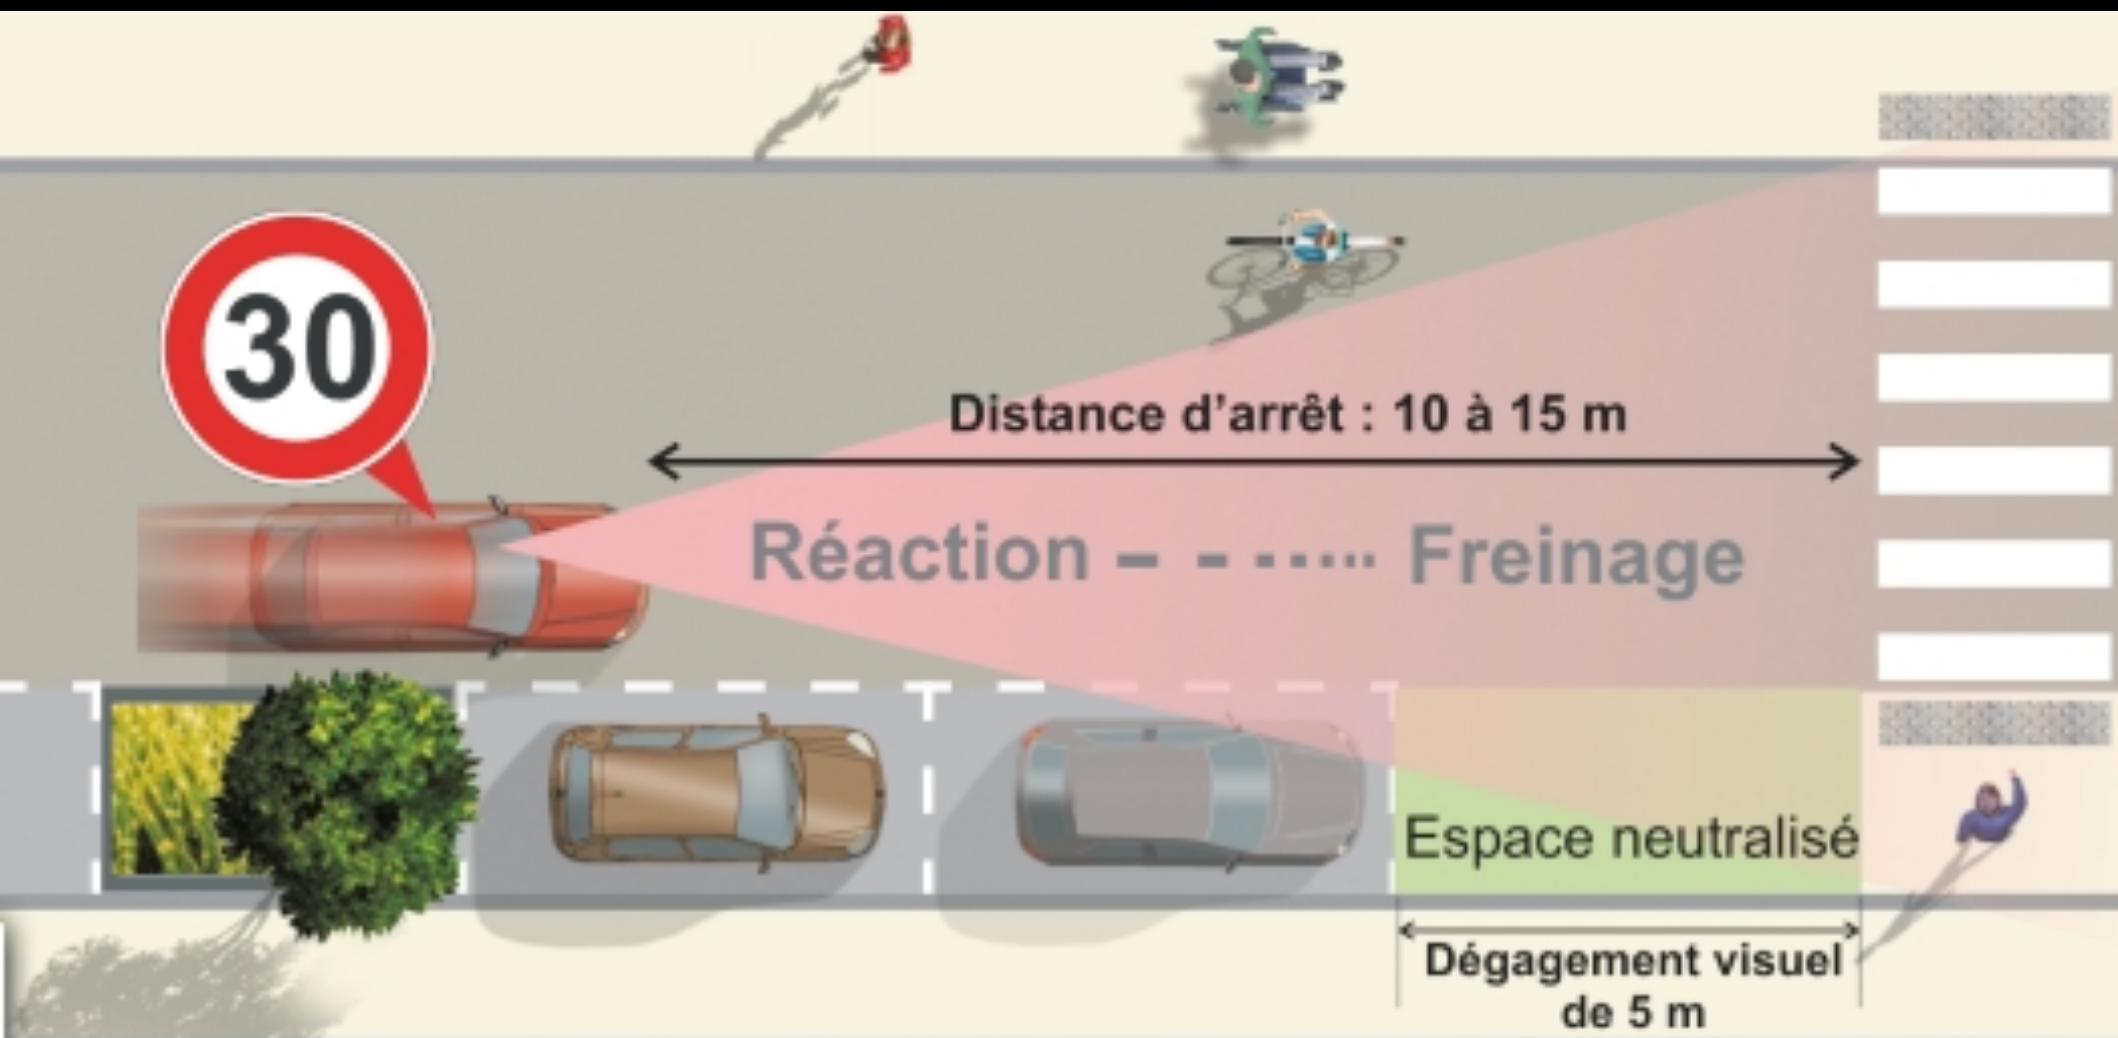 30
Distance d'arrêt : 10 à 15 m
Réaction – – - ····· Freinage
Espace neutralisé
Dégagement visuel
de 5 m